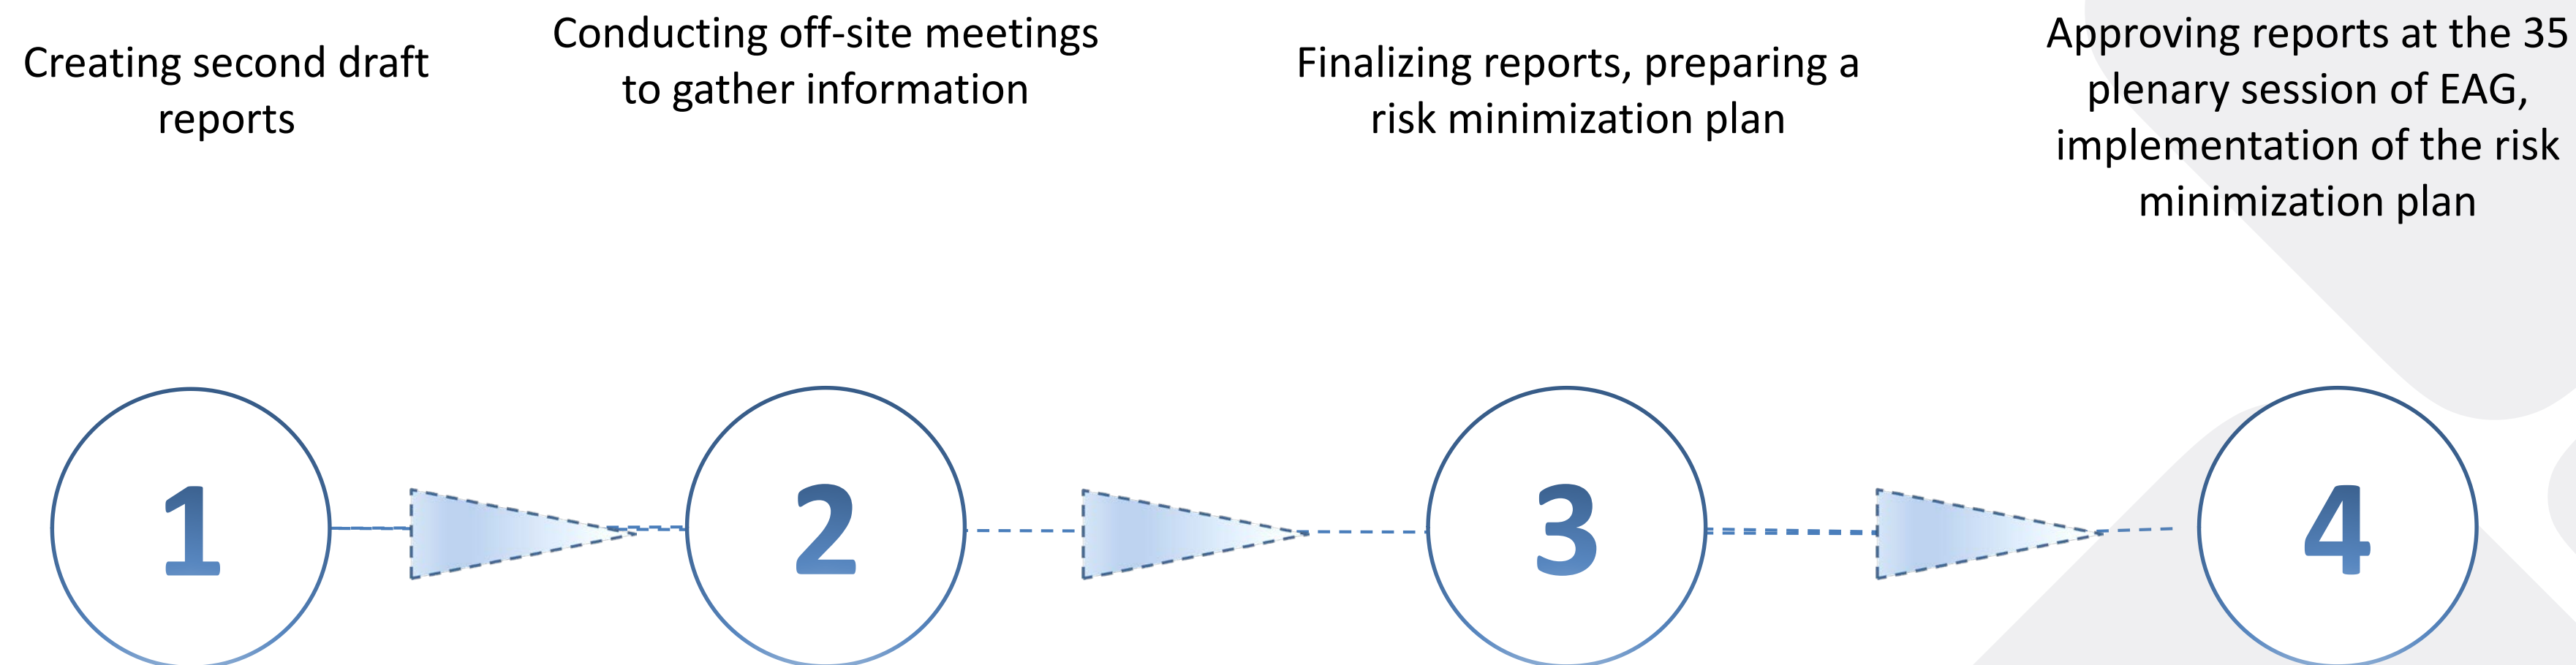 Creating second draft
reports
Conducting off-site meetings
to gather information
Finalizing reports, preparing a
risk minimization plan
Approving reports at the 35
plenary session of EAG,
implementation of the risk
minimization plan
1
2
3
4